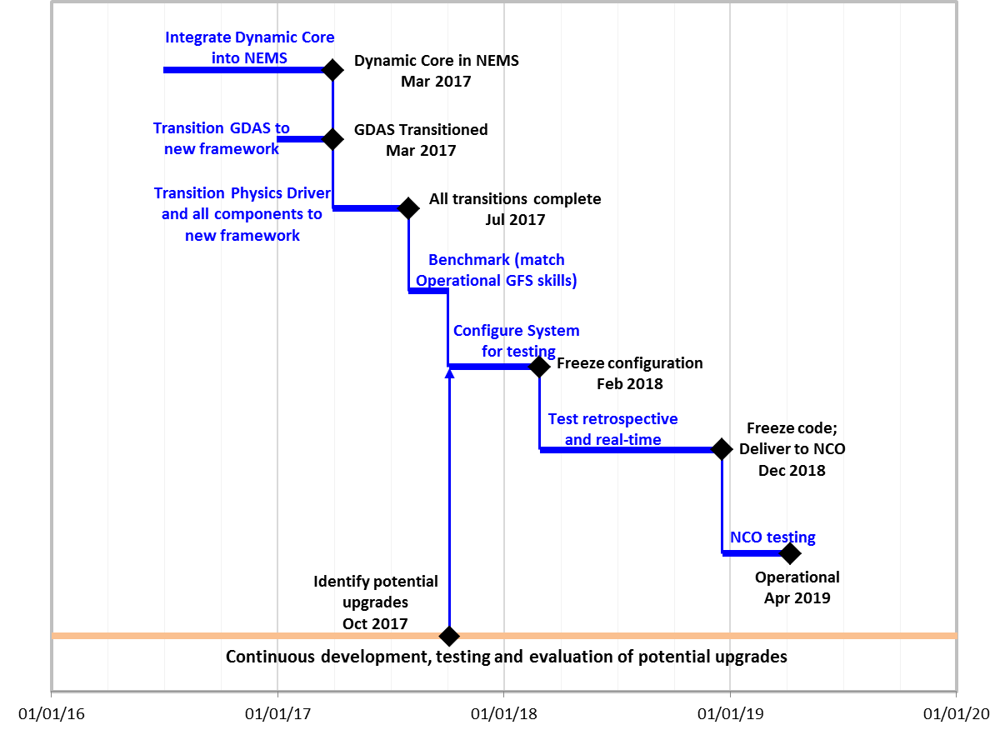 Integrate Dynamic Core
into NEMS
Dynamic Core in NEMS
Mar 2017
Transition GDAS to
new framework
GDAS Transitioned
Mar 2017
Transition Physics Driver
and all components to
new framework
All transitions complete
Jul 2017
Benchmark (match
Operational GFS skills)
Configure System
for testing
Freeze configuration
Feb 2018
Test retrospective
and real-time
Freeze code;
Deliver to NCO
Dec 2018
NCO testing
Operational
Apr 2019
Identify potential
upgrades
Oct 2017
Continuous development, testing and evaluation of potential upgrades
01/01/16
01/01/17
01/01/18
01/01/19
01/01/20